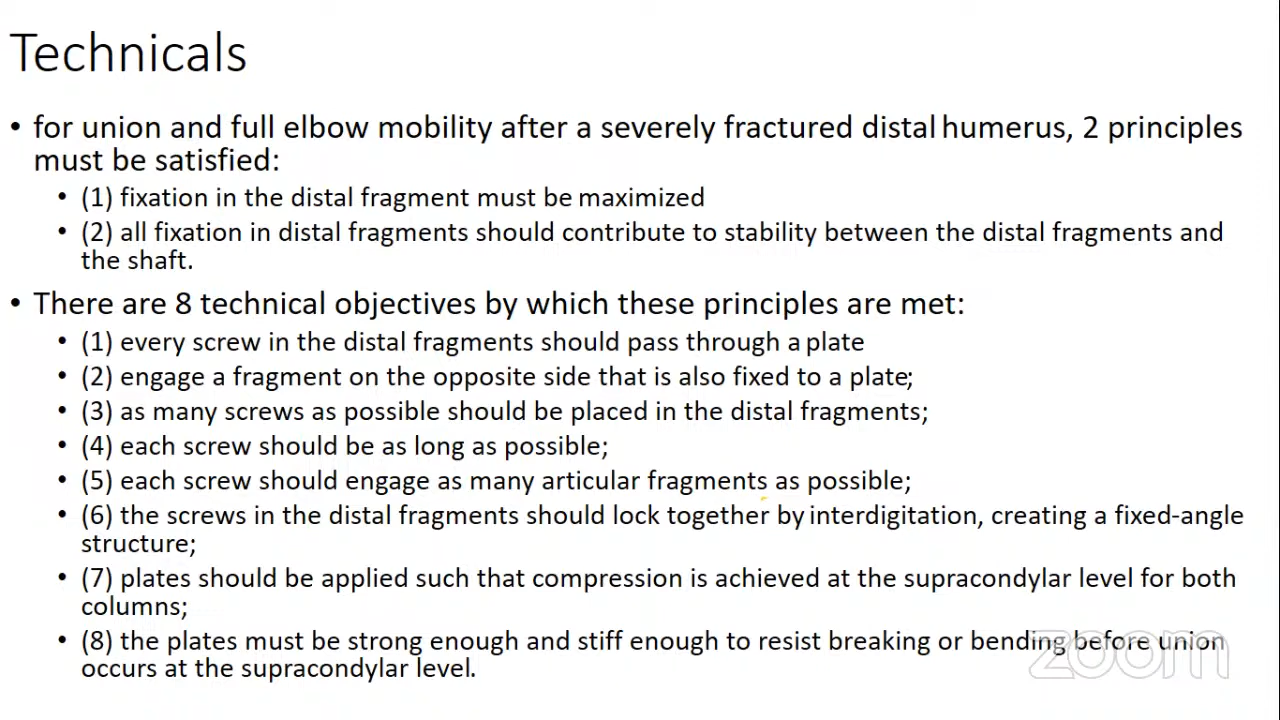 Technicals
• for union and full elbow mobility after a severely fractured distal humerus, 2 principles
must be satisfied:
• (1) fixation in the distal fragment must be maximized
• (2) all fixation in distal fragments should contribute to stability between the distal fragments and
the shaft.
• There are 8 technical objectives by which these principles are met:
• (1) every screw in the distal fragments should pass through a plate
• (2) engage a fragment on the opposite side that is also fixed to a plate;
• (3) as many screws as possible should be placed in the distal fragments;
• (4) each screw should be as long as possible;
• (5) each screw should engage as many articular fragments as possible;
• (6) the screws in the distal fragments should lock together by interdigitation, creating a fixed-angle
structure;
• (7) plates should be applied such that compression is achieved at the supracondylar level for both
columns;
• (8) the plates must be strong enough and stiff enough to resist breaking or bending before union
occurs at the supracondylar level.
zoom